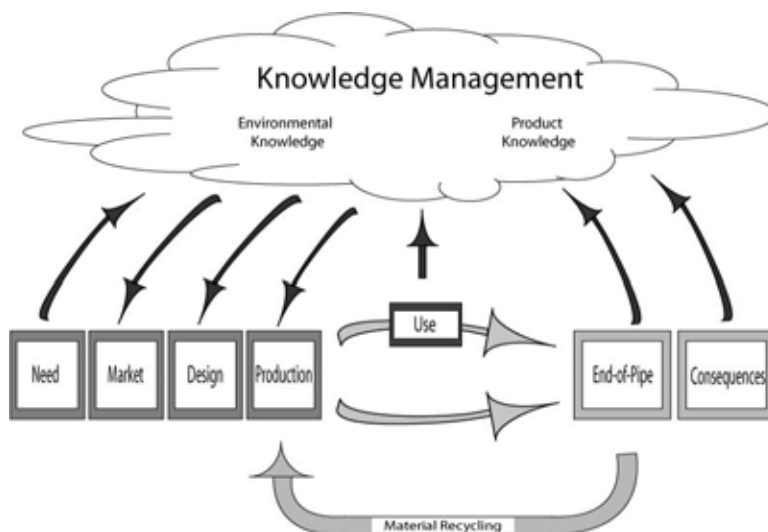 Knowledge Management
Environmental
Knowledge
Product
Knowledge
Use
Need
Market
Design
Production
End-of-Pipe
Consequences
Material Recycling